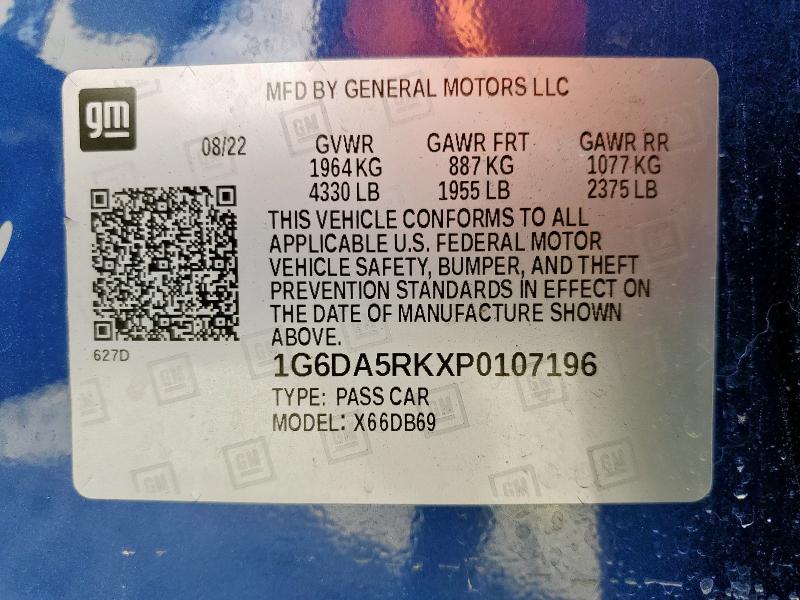 gm
MFD BY GENERAL MOTORS LLC
08/22 GVWR GAWR FRT GAWR RR
1964 KG 887 KG 1077 KG
4330 LB 1955 LB 2375 LB
THIS VEHICLE CONFORMS TO ALL
APPLICABLE U.S. FEDERAL MOTOR
VEHICLE SAFETY, BUMPER, AND THEFT
PREVENTION STANDARDS IN EFFECT ON
THE DATE OF MANUFACTURE SHOWN
ABOVE.
627D
1G6DA5RKXP0107196
TYPE: PASS CAR
MODEL: X66DB69